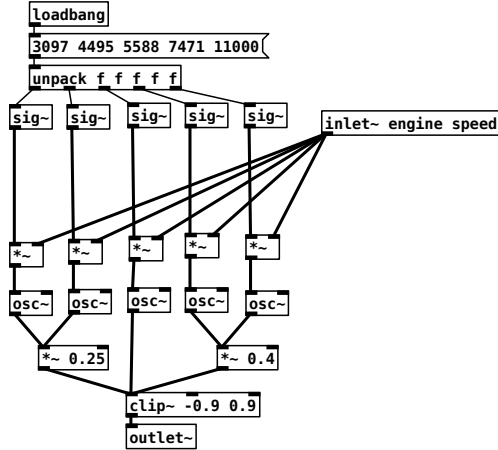 loadbang
3097 4495 5588 7471 11000
unpack f f f f f
sig~ sig~ sig~ sig~ sig~
inlet~ engine speed
*~ *~ *~ *~ *~
osc~ osc~ osc~ osc~ osc~
*~ 0.25 *~ 0.4
clip~ -0.9 0.9
outlet~